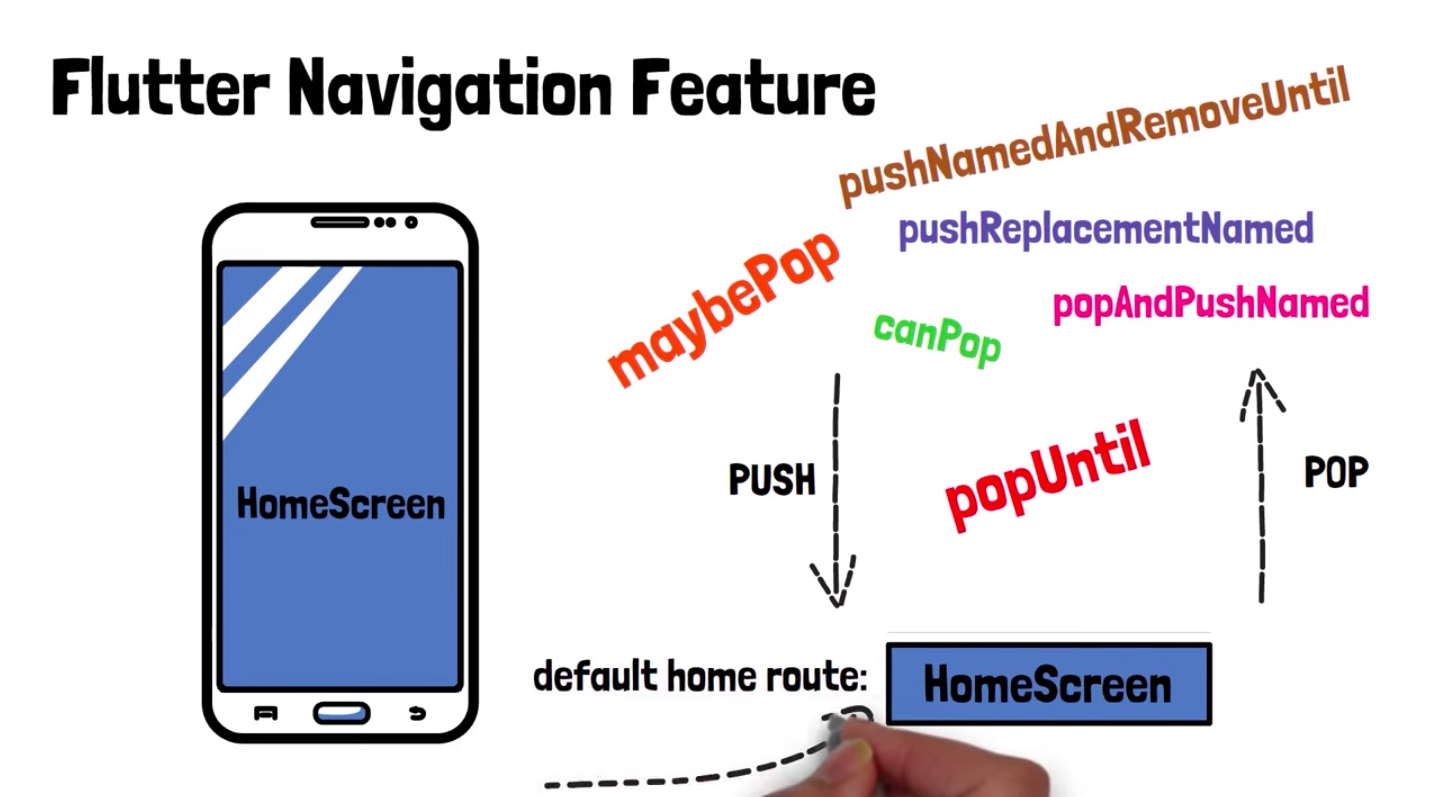 Flutter Navigation Feature
pushNamedAndRemoveUntil
pushReplacementNamed
maybePop
popAndPushNamed
canPop
popUntil
PUSH
POP
HomeScreen
default home route:
HomeScreen